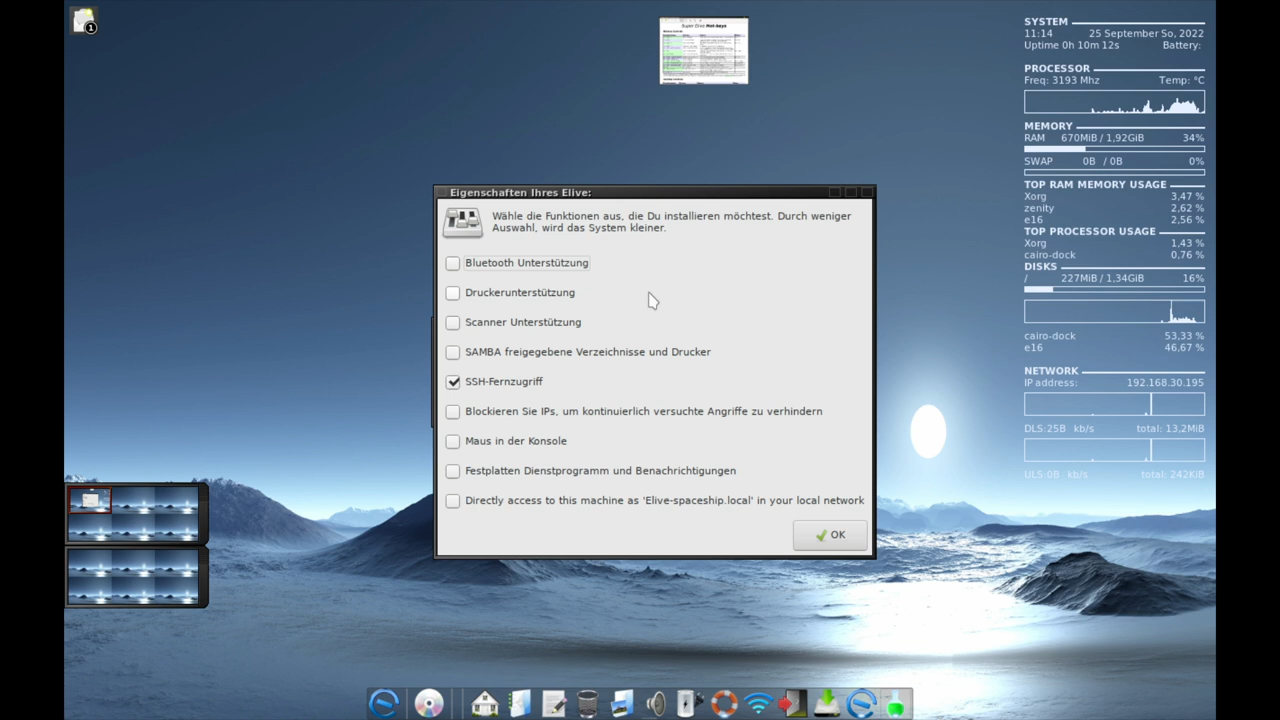 1
Super Elive Hot-keys
SYSTEM
11:14 25 September So, 2022
Uptime 0h 10m 12s Battery:
PROCESSOR
Freq: 3193 Mhz Temp: °C
MEMORY
RAM 670MiB / 1,92GiB 34%
SWAP 0B / 0B 0%
TOP RAM MEMORY USAGE
Xorg 3,47 %
zenity 2,62 %
e16 2,56 %
TOP PROCESSOR USAGE
Xorg 1,43 %
cairo-dock 0,76 %
DISKS
/ 227MiB / 1,34GiB 16%
cairo-dock 53,33 %
e16 46,67 %
NETWORK
IP address: 192.168.30.195
DLS:25B kb/s total: 13,2MiB
ULS:0B kb/s total: 242KiB
Eigenschaften Ihres Elive:
Wähle die Funktionen aus, die Du installieren möchtest. Durch weniger
Auswahl, wird das System kleiner.
Bluetooth Unterstützung
Druckerunterstützung
Scanner Unterstützung
SAMBA freigegebene Verzeichnisse und Drucker
SSH-Fernzugriff
Blockieren Sie IPs, um kontinuierlich versuchte Angriffe zu verhindern
Maus in der Konsole
Festplatten Dienstprogramm und Benachrichtigungen
Directly access to this machine as 'Elive-spaceship.local' in your local network
OK